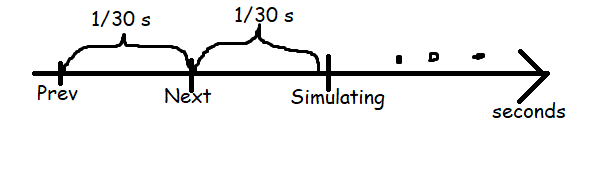 1/30 s
1/30 s
Prev
Next
Simulating
seconds